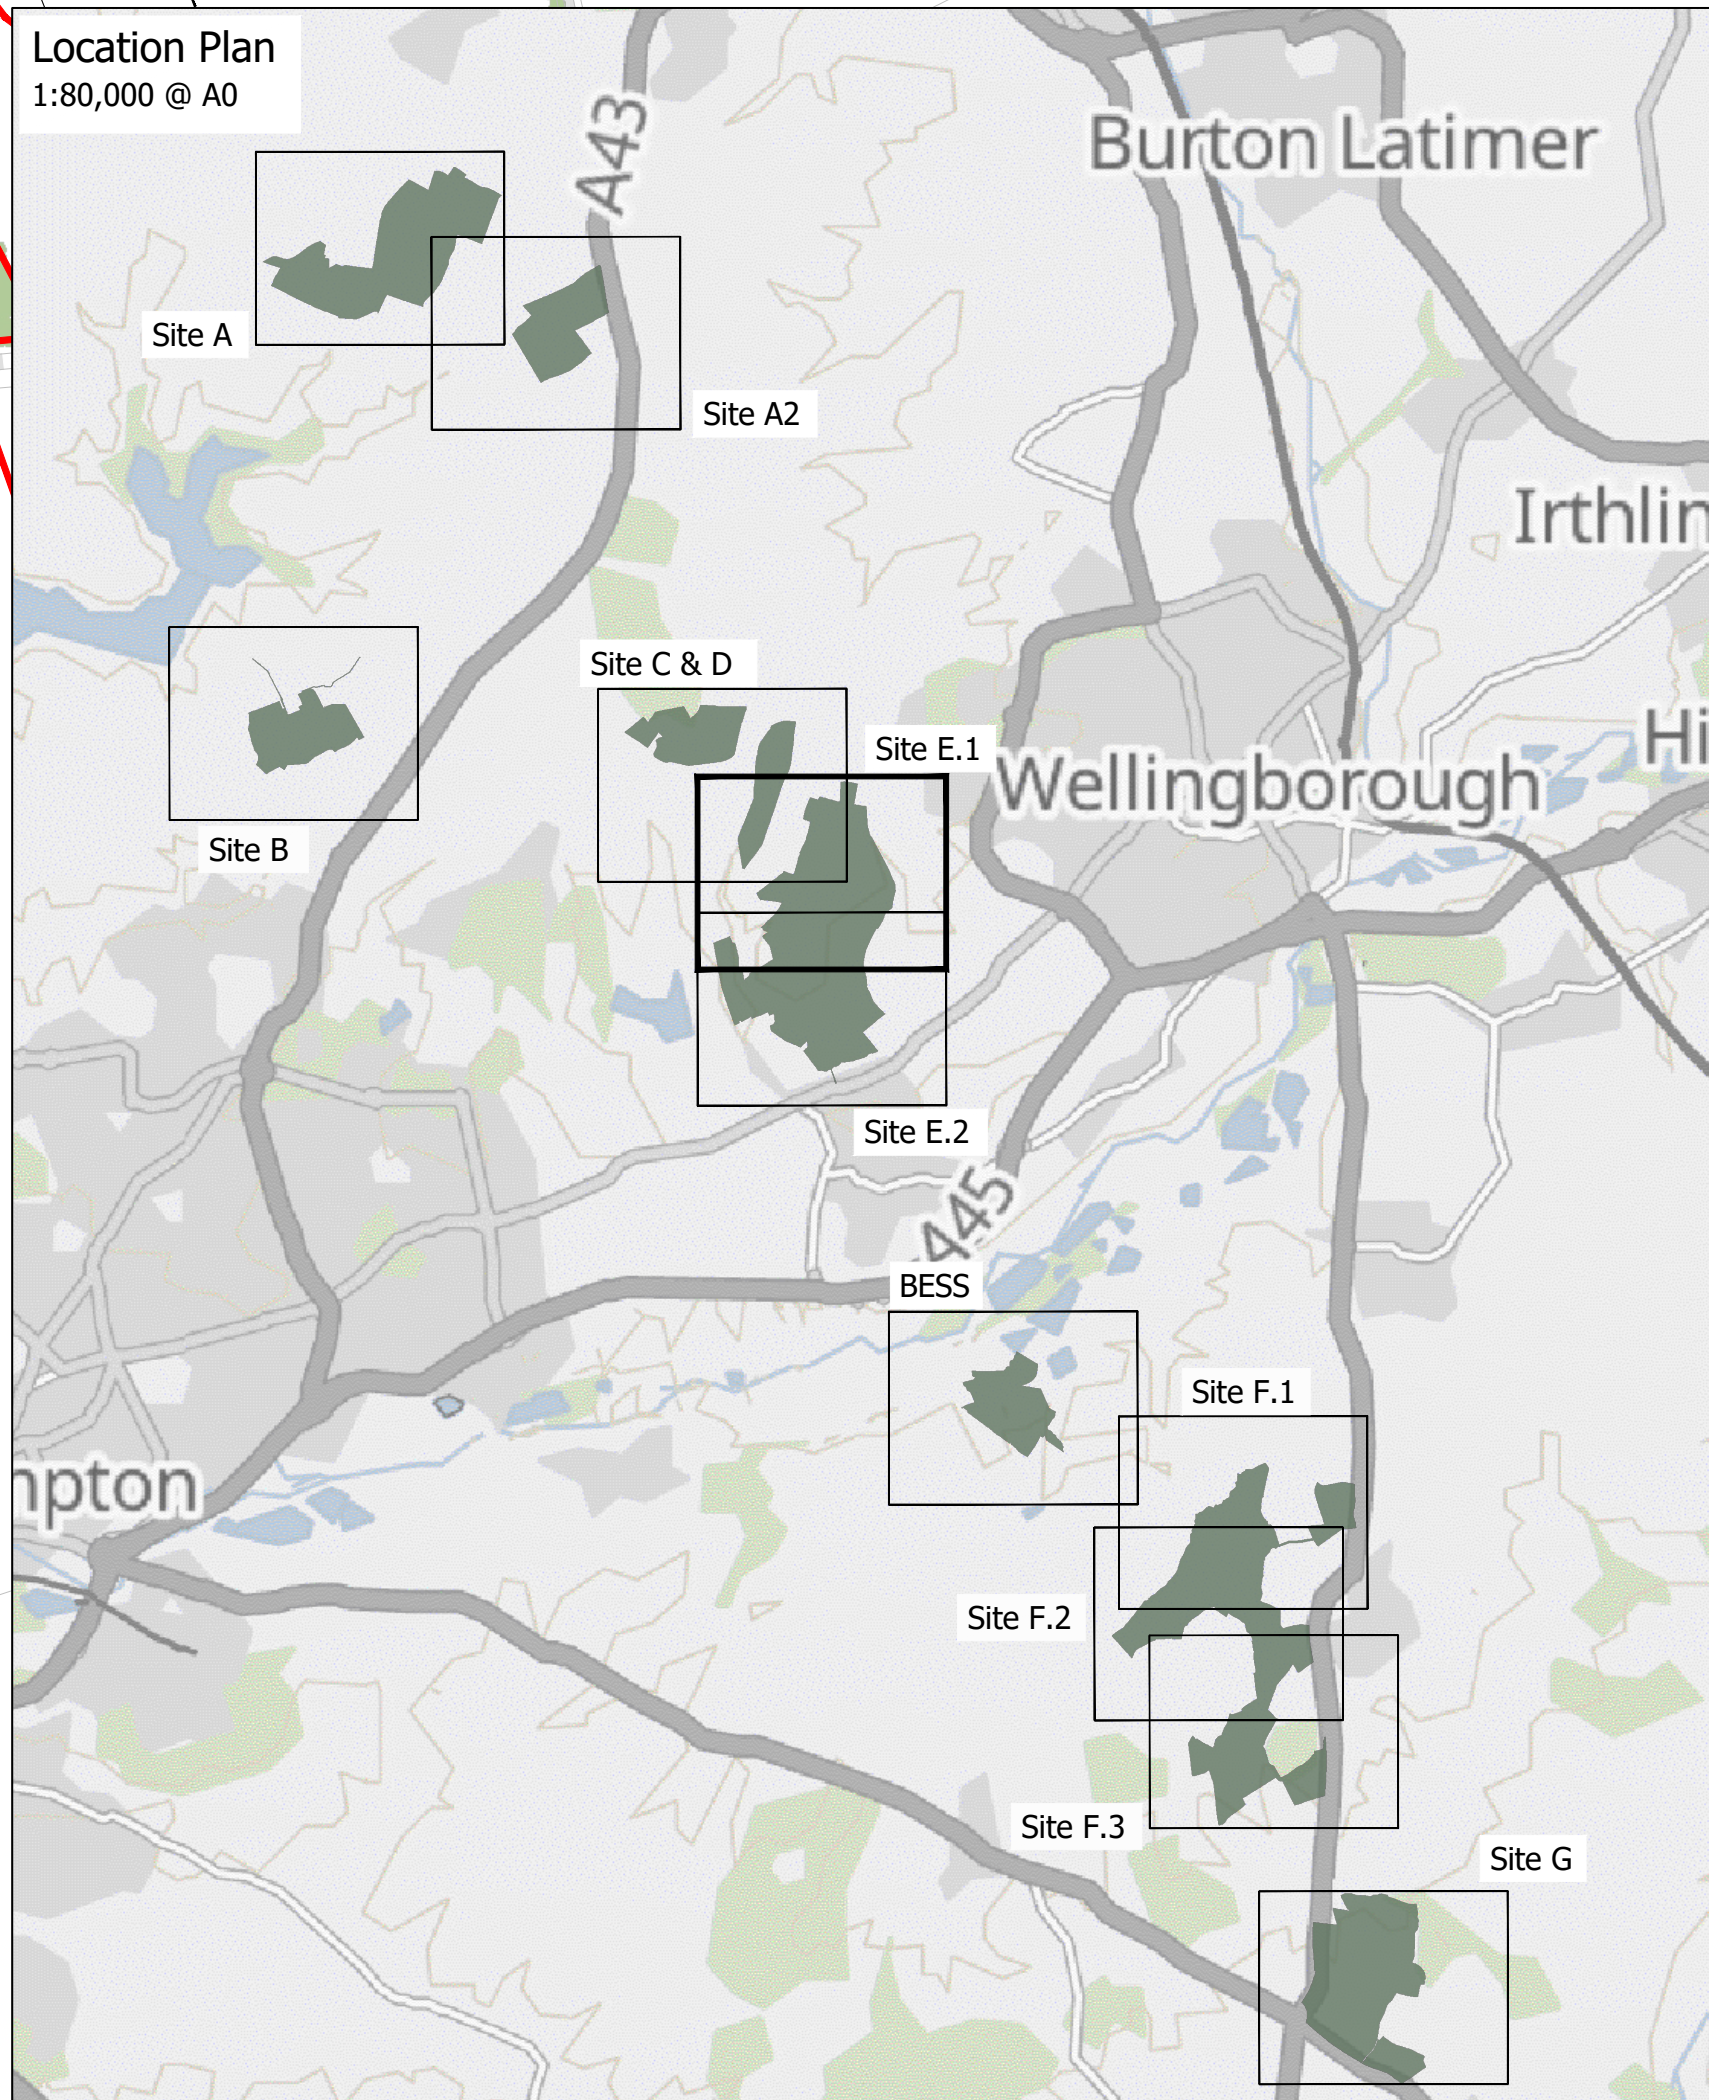 Location Plan
1:80,000 @ A0
A43
Burton Latimer
Site A
Site A2
Irthlin
Site C & D
Hi
Site E.1
Wellingborough
Site B
Site E.2
A45
BESS
Site F.1
mpton
Site F.2
Site F.3
Site G